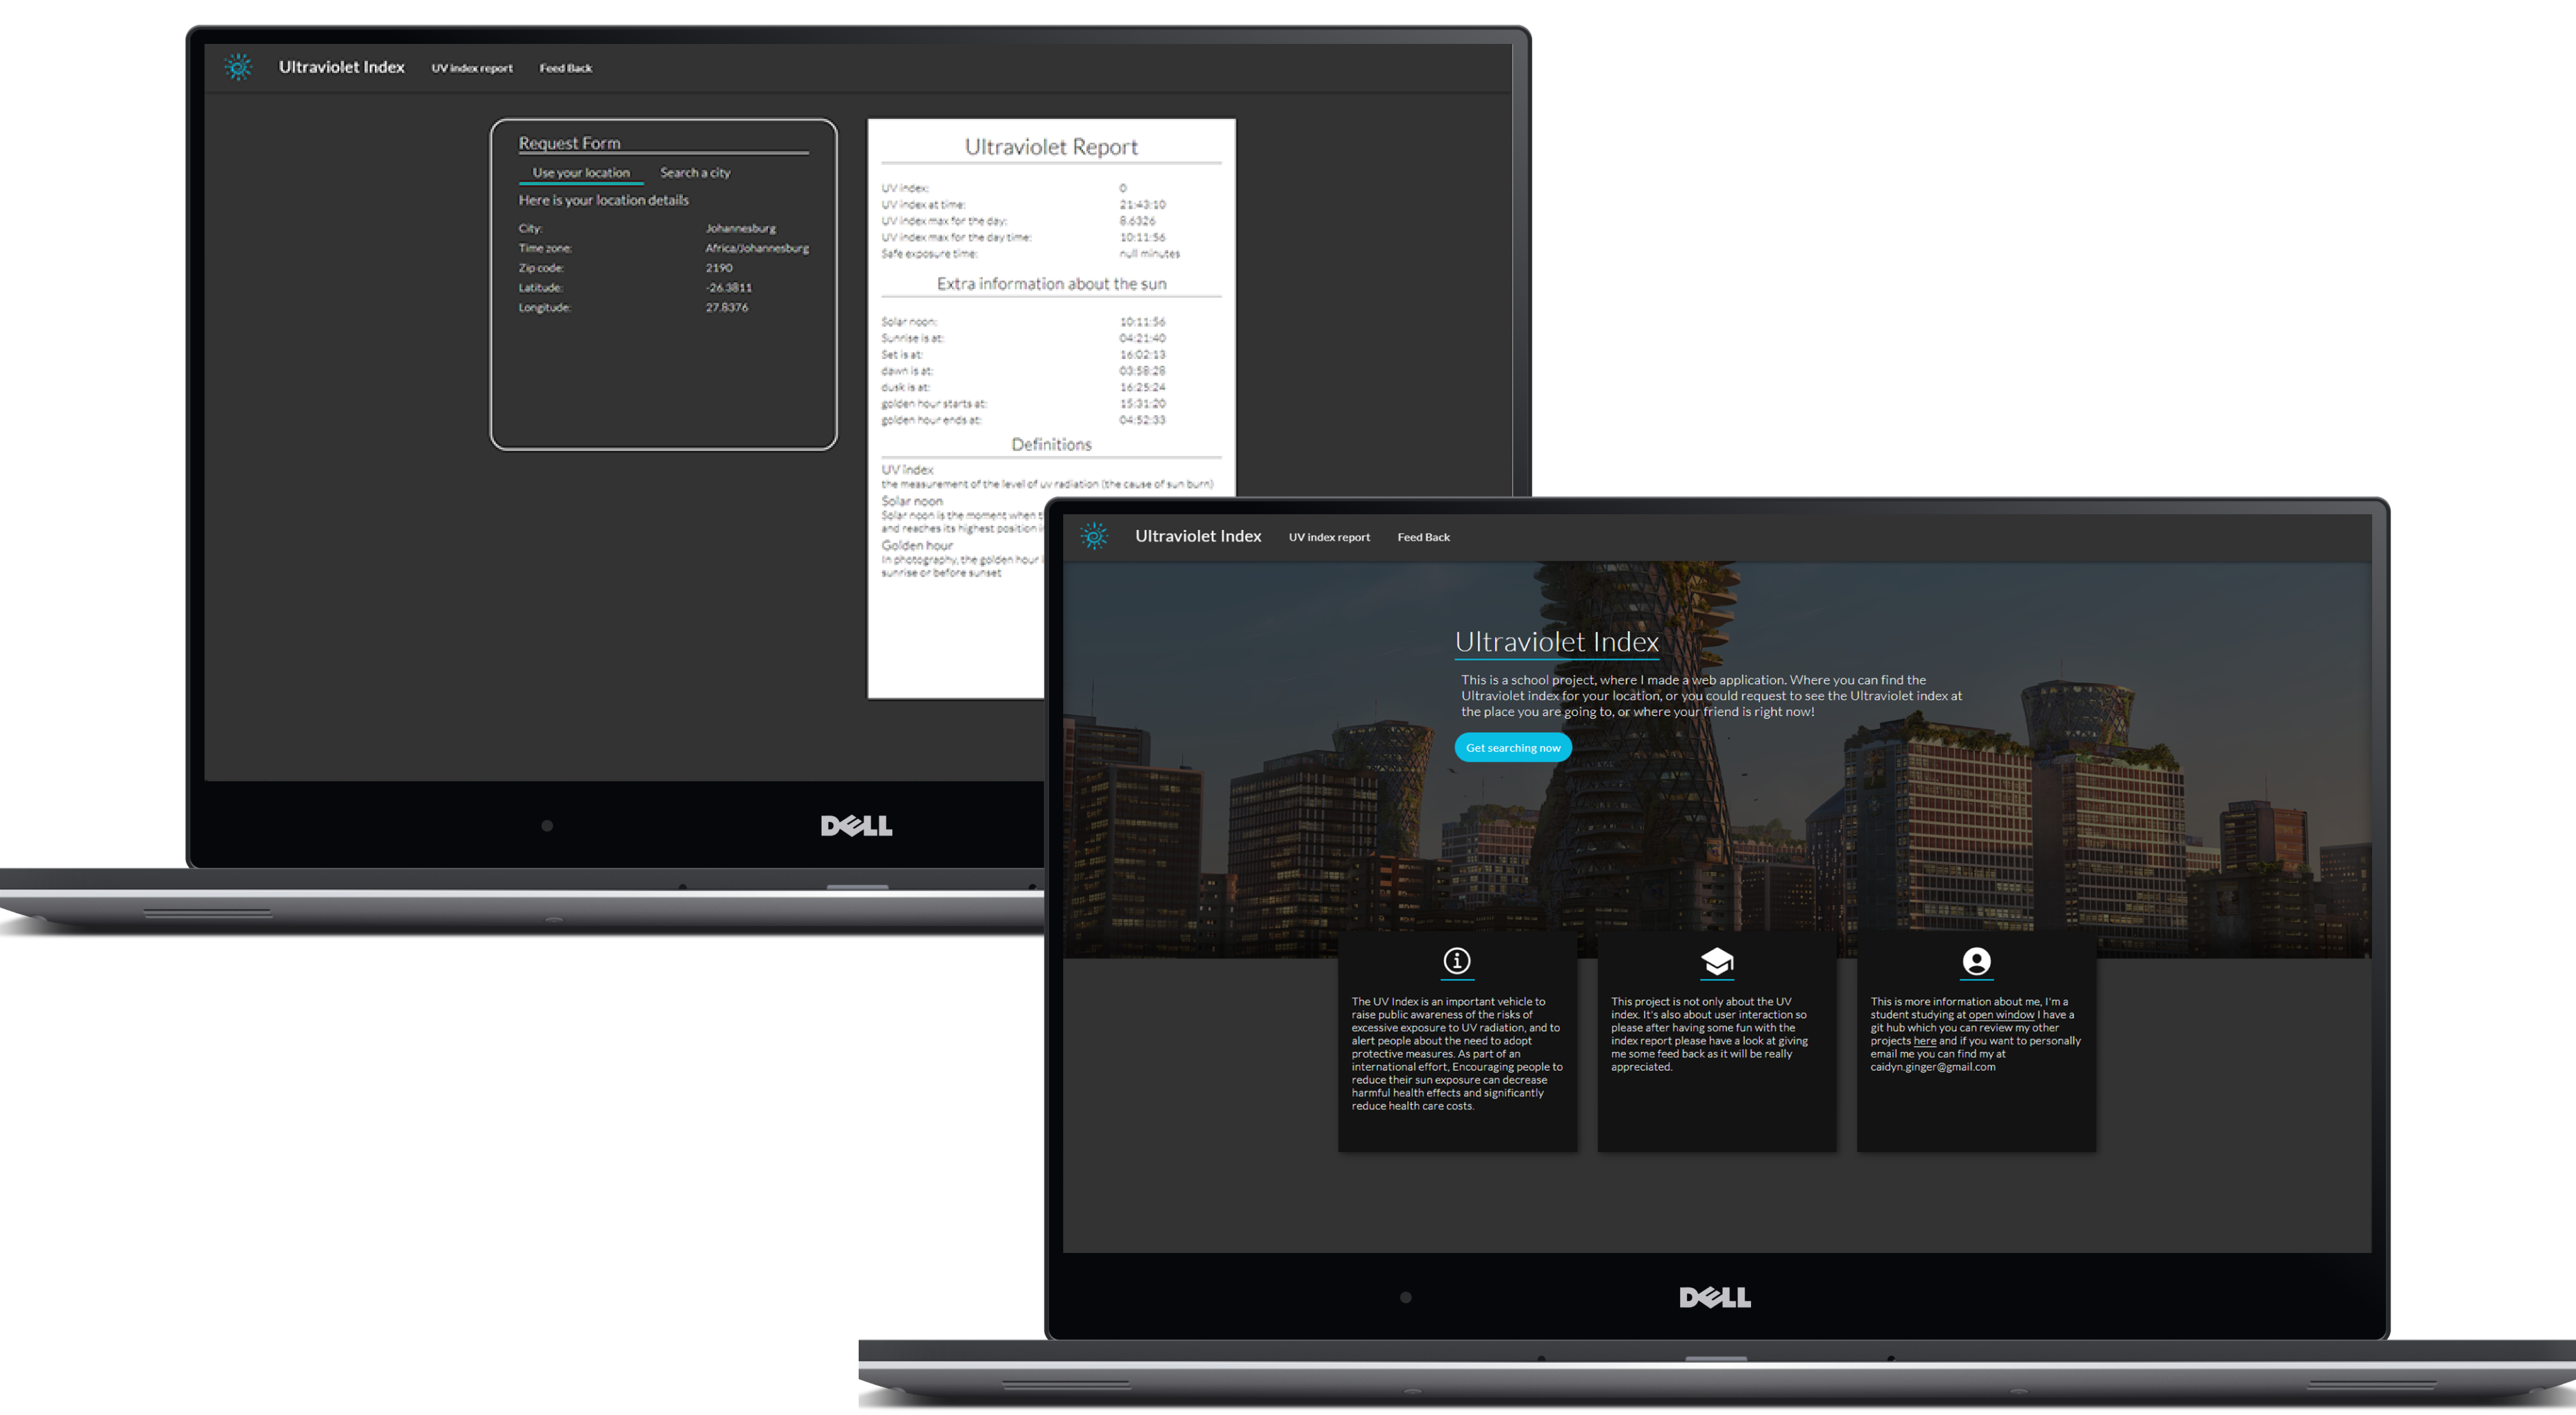 Ultraviolet Index UV index report Feed Back
Request Form
Use your location Search a city
Here is your location details
City: Johannesburg
Time zone: Africa/Johannesburg
Zip code: 2190
Latitude: -26.3811
Longitude: 27.8376
Ultraviolet Report
UV index: 0
UV index at time: 21:43:10
UV index max for the day: 8.6326
UV index max for the day time: 10:11:56
Safe exposure time: null minutes
Extra information about the sun
Solar noon: 10:11:56
Sunrise is at: 04:21:40
Set is at: 16:02:13
dawn is at: 03:58:28
dusk is at: 16:25:24
golden hour starts at: 15:31:20
golden hour ends at: 04:52:33
Definitions
UV index
the measurement of the level of uv radiation (the cause of sun burn)
Solar noon
Solar noon is the moment when
and reaches its highest position
Golden hour
In photography, the golden hour
sunrise or before sunset
DELL
Ultraviolet Index UV index report Feed Back
Ultraviolet Index
This is a school project, where I made a web application. Where you can find the
Ultraviolet index for your location, or you could request to see the Ultraviolet index at
the place you are going to, or where your friend is right now!
Get searching now
The UV Index is an important vehicle to
raise public awareness of the risks of
excessive exposure to UV radiation, and to
alert people about the need to adopt
protective measures. As part of an
international effort, Encouraging people to
reduce their sun exposure can decrease
harmful health effects and significantly
reduce health care costs.
This project is not only about the UV
index. It's also about user interaction so
please after having some fun with the
index report please have a look at giving
me some feed back as it will be really
appreciated.
This is more information about me, I'm a
student studying at open window I have a
git hub which you can review my other
projects here and if you want to personally
email me you can find my at
caidyn.ginger@gmail.com
DELL